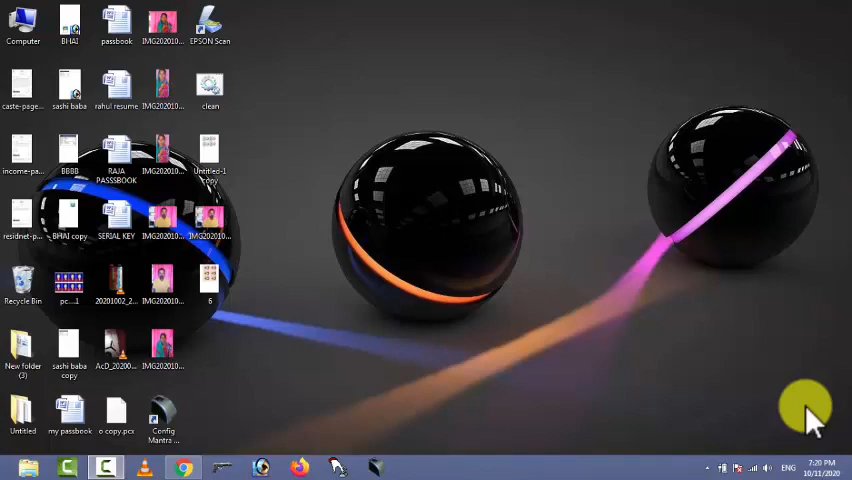 Computer
BHAI
passbook
IMG202010...
EPSON Scan
caste-page...
sashi baba
rahul resume
IMG202010...
clean
income-pa...
BBBB
RAJA
PASSSBOOK
IMG202010...
Untitled-1
copy
residnet-p...
BHAI copy
SERIAL KEY
IMG202010...
IMG202010...
Recycle Bin
pc....1
20201002_2...
IMG202010...
6
New folder
(3)
sashi baba
copy
AcD_20200...
IMG202010...
Untitled
my passbook
o copy.pcx
Config
Mantra ...
ENG
7:20 PM
10/11/2020